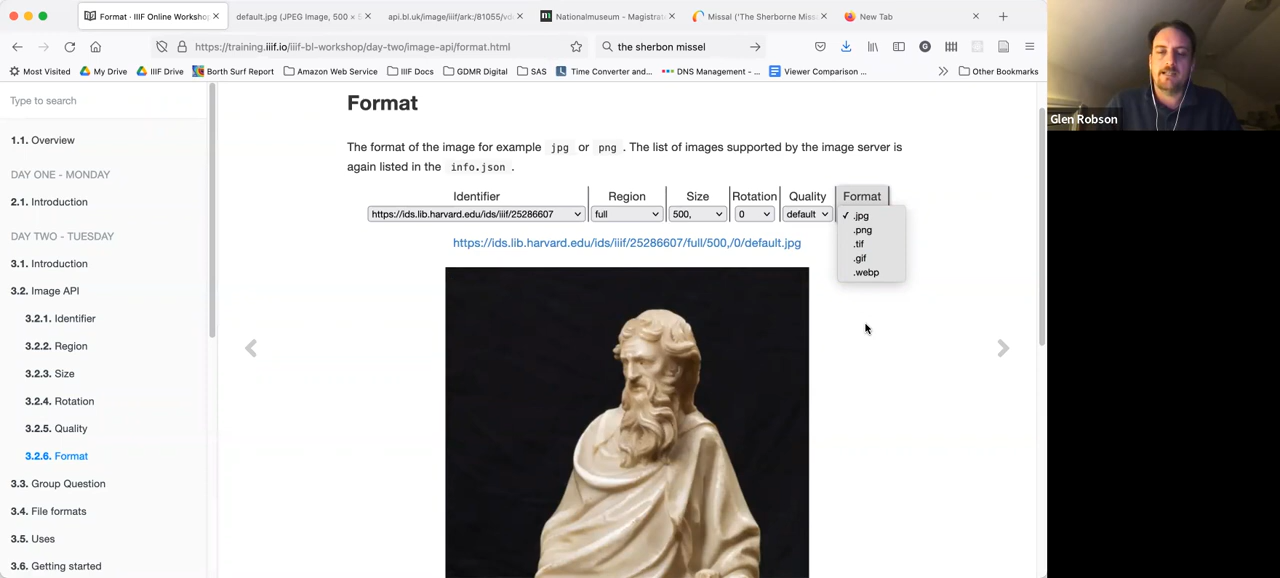 Format - IIIF Online Worksho
default.jpg (JPEG Image, 500 ×
api.bl.uk/image/iiif/ark:/81055/vd
Nationalmuseum - Magistrat
Missal ('The Sherborne Miss
New Tab
https://training.iiif.io/iiif-bl-workshop/day-two/image-api/format.html
the sherbon missel
Most Visited
My Drive
IIIF Drive
Borth Surf Report
Amazon Web Service
IIIF Docs
GDMR Digital
SAS
Time Converter and...
DNS Management - ...
Viewer Comparison ...
Other Bookmarks
Type to search
1.1. Overview
DAY ONE - MONDAY
2.1. Introduction
DAY TWO - TUESDAY
3.1. Introduction
3.2. Image API
3.2.1. Identifier
3.2.2. Region
3.2.3. Size
3.2.4. Rotation
3.2.5. Quality
3.2.6. Format
3.3. Group Question
3.4. File formats
3.5. Uses
3.6. Getting started
Format
The format of the image for example jpg or png . The list of images supported by the image server is
again listed in the info.json .
Identifier Region Size Rotation Quality Format
https://ids.lib.harvard.edu/ids/iiif/25286607 full 500, 0 default
.jpg
.png
.tif
.gif
.webp
https://ids.lib.harvard.edu/ids/iiif/25286607/full/500,/0/default.jpg
Glen Robson